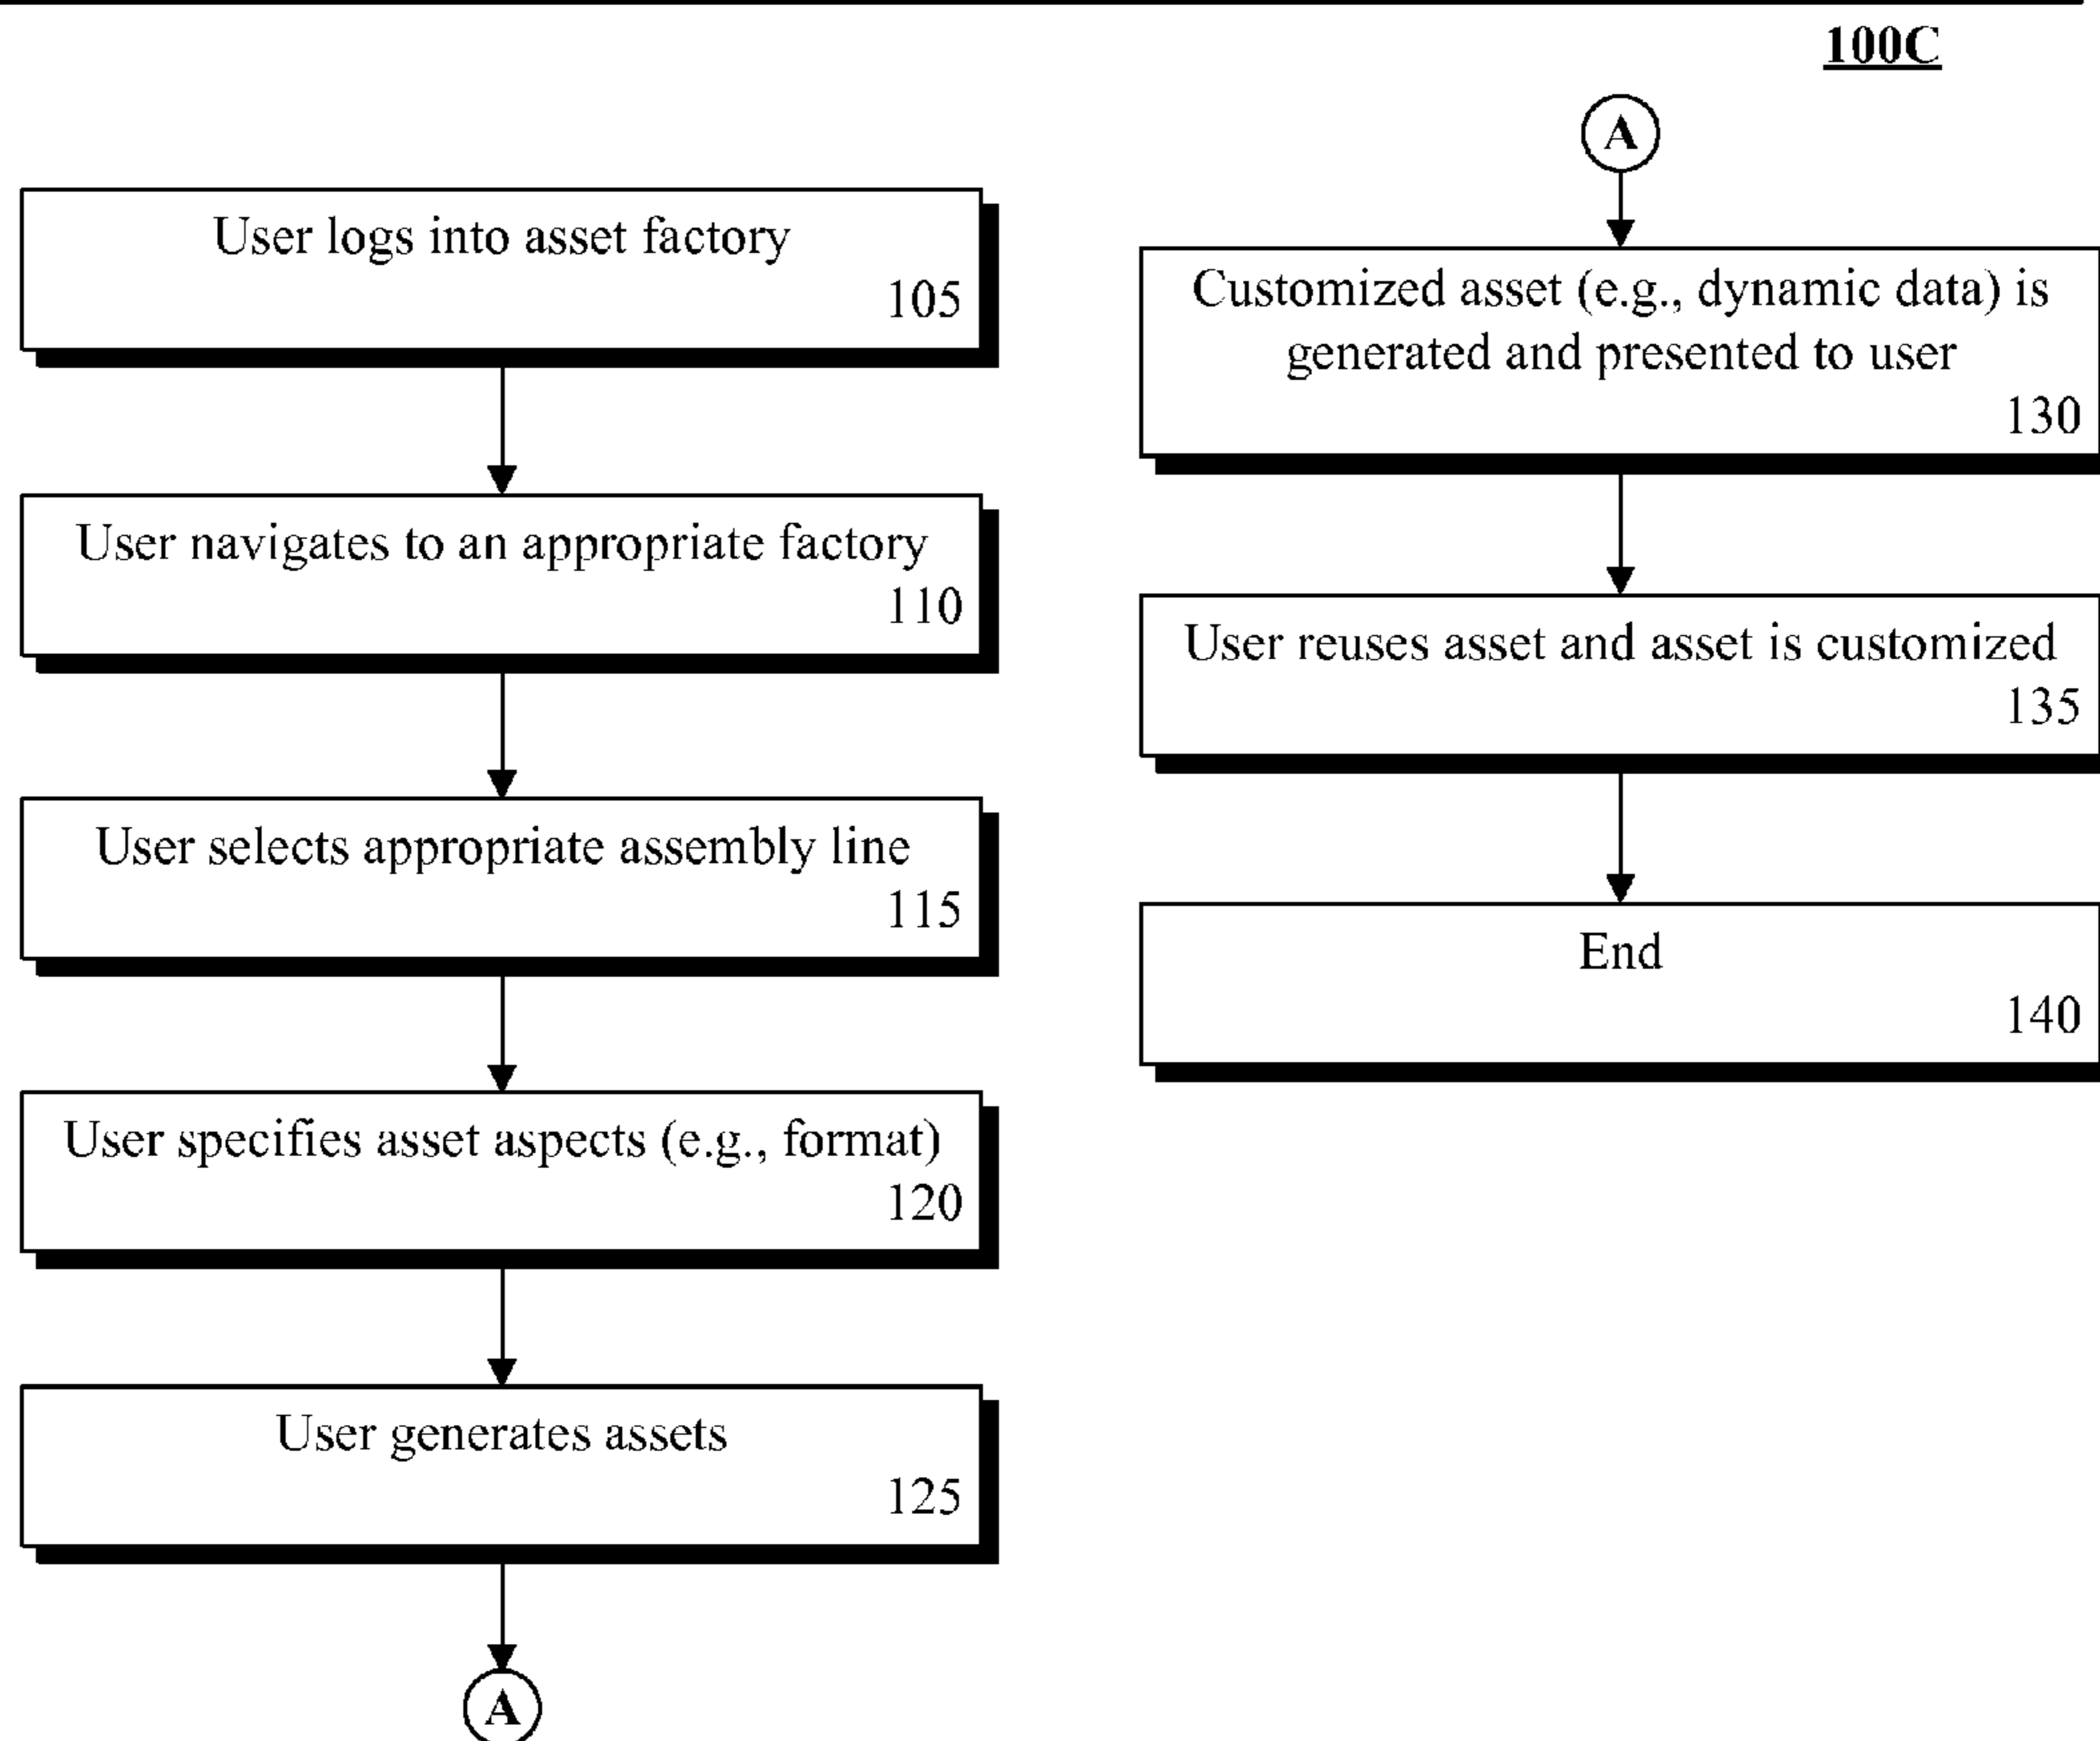 100C
User logs into asset factory
105
User navigates to an appropriate factory
110
User selects appropriate assembly line
115
User specifies asset aspects (e.g., format)
120
User generates assets
125
A
A
Customized asset (e.g., dynamic data) is
generated and presented to user
130
User reuses asset and asset is customized
135
End
140